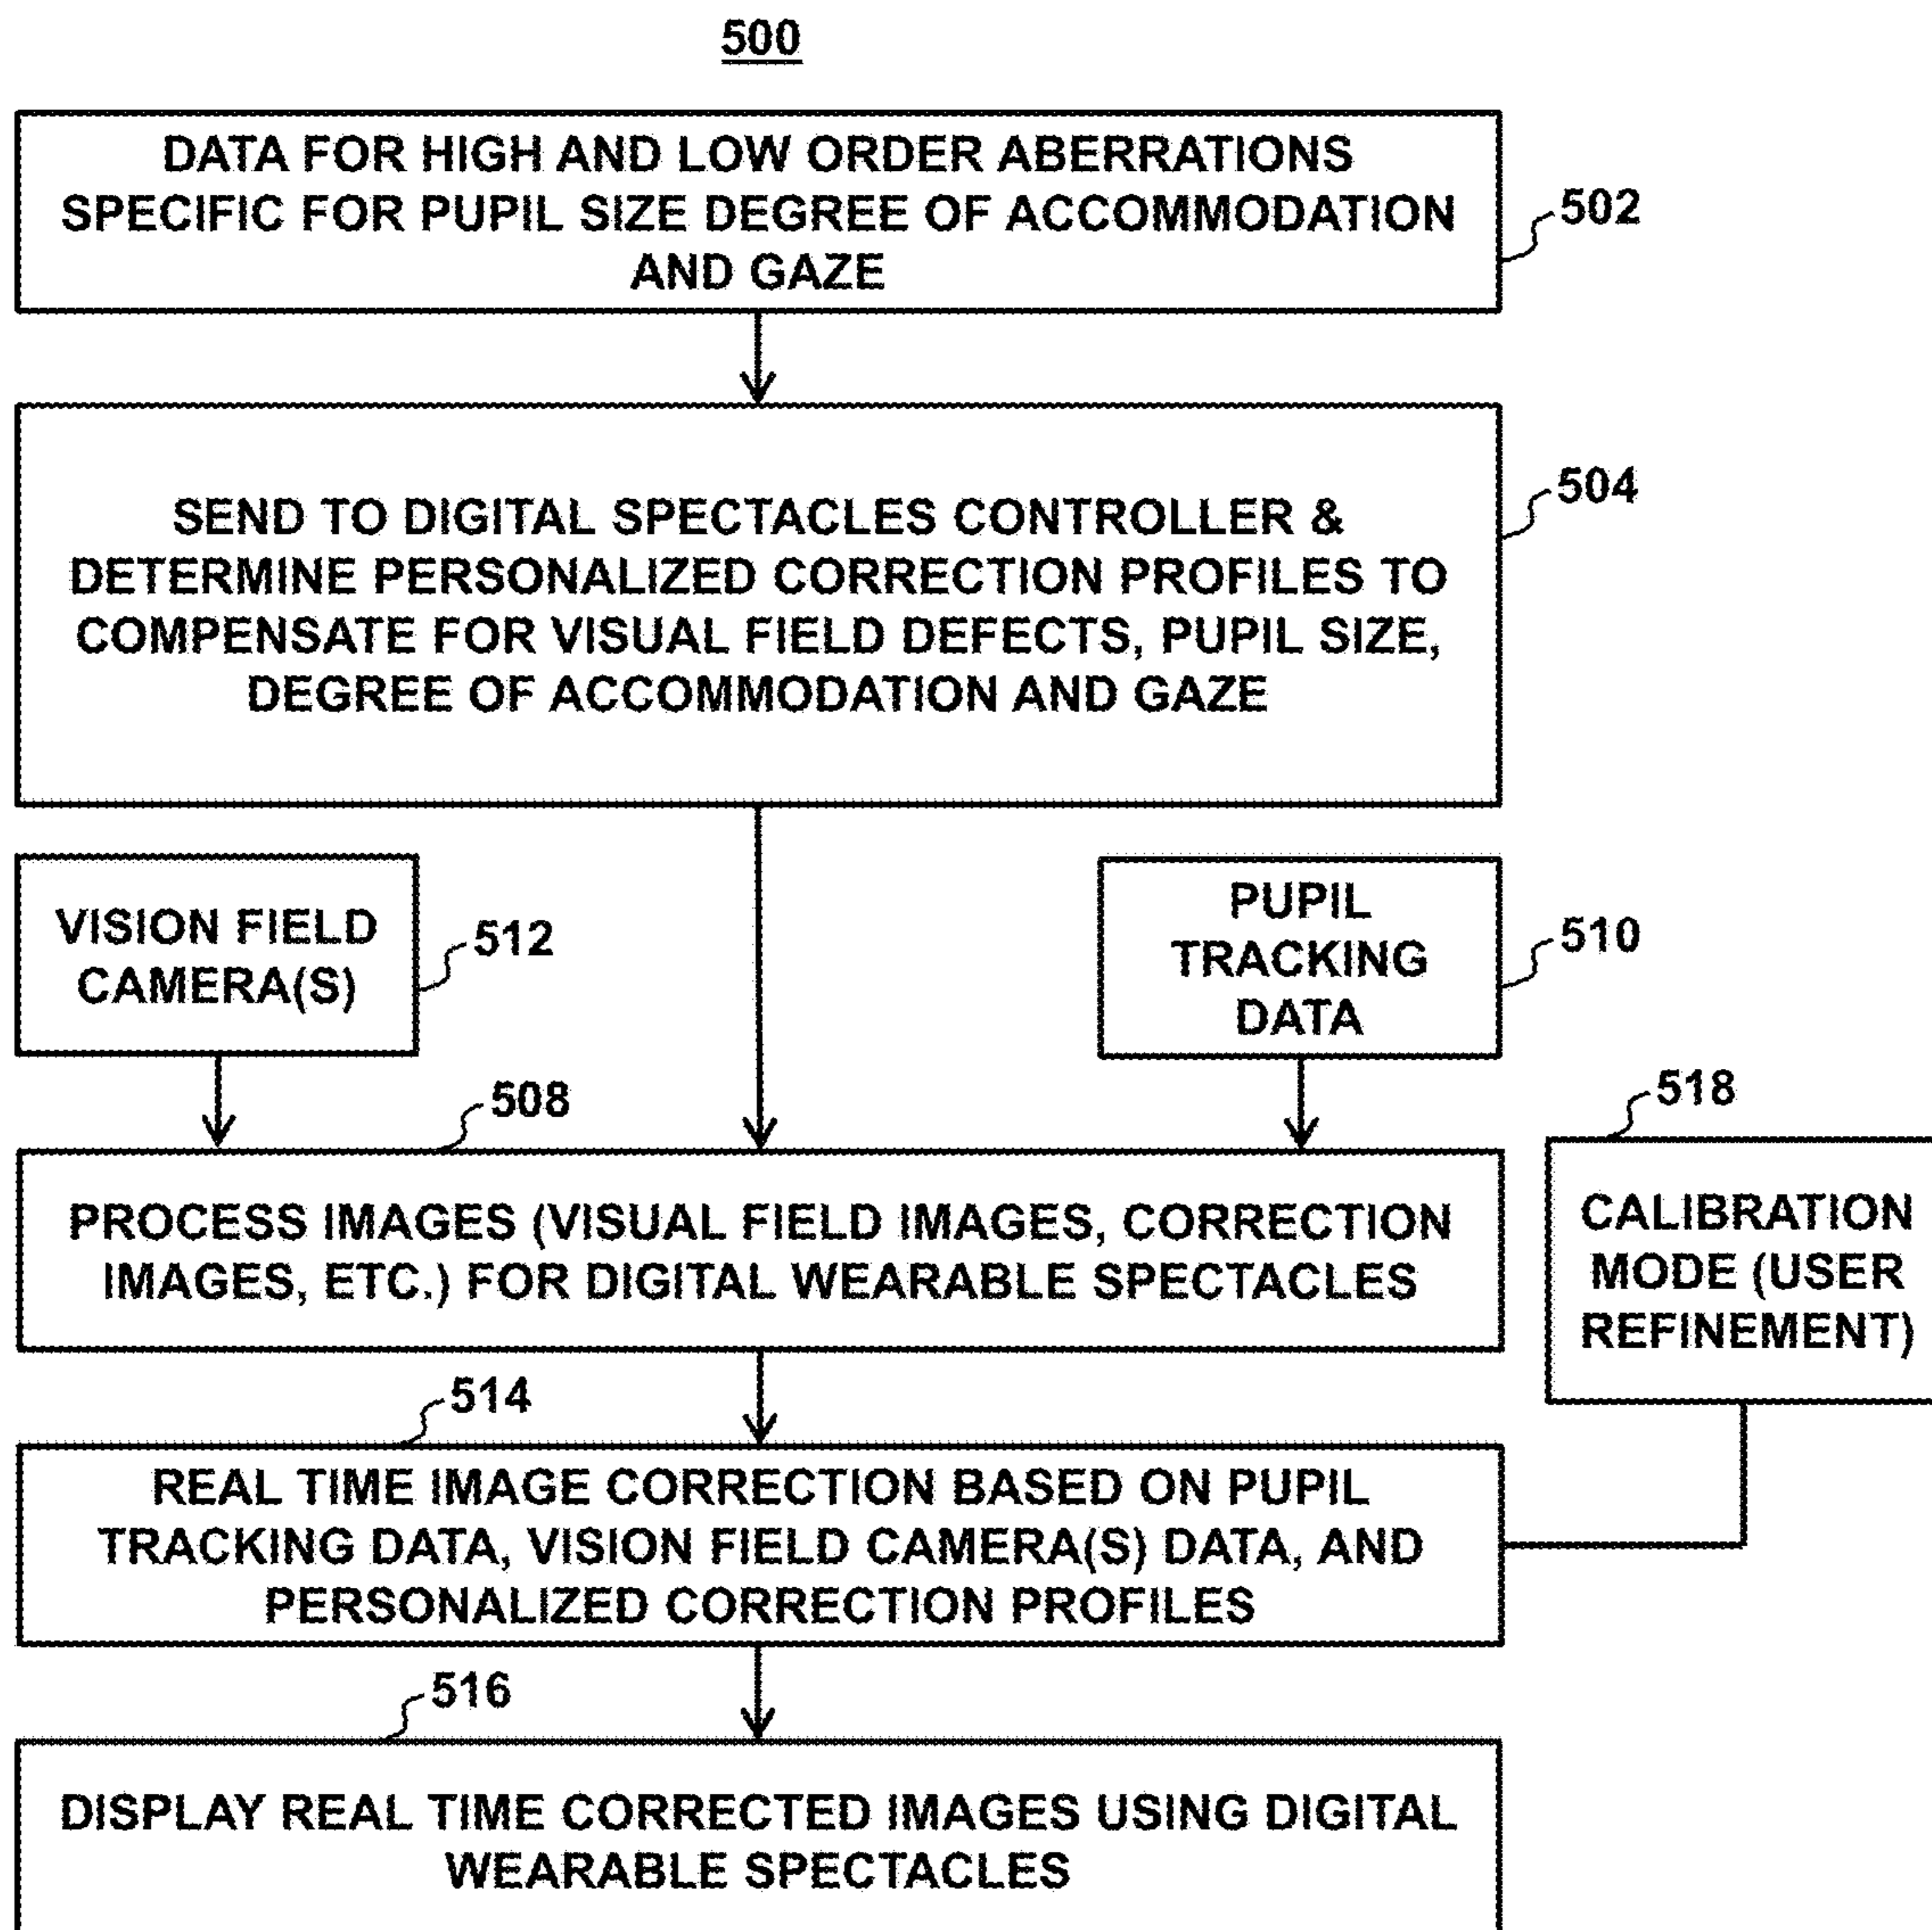 500
DATA FOR HIGH AND LOW ORDER ABERRATIONS
SPECIFIC FOR PUPIL SIZE DEGREE OF ACCOMMODATION
AND GAZE
502
SEND TO DIGITAL SPECTACLES CONTROLLER &
DETERMINE PERSONALIZED CORRECTION PROFILES TO
COMPENSATE FOR VISUAL FIELD DEFECTS, PUPIL SIZE,
DEGREE OF ACCOMMODATION AND GAZE
504
VISION FIELD
CAMERA(S)
512
PUPIL
TRACKING
DATA
510
508
PROCESS IMAGES (VISUAL FIELD IMAGES, CORRECTION
IMAGES, ETC.) FOR DIGITAL WEARABLE SPECTACLES
518
CALIBRATION
MODE (USER
REFINEMENT)
514
REAL TIME IMAGE CORRECTION BASED ON PUPIL
TRACKING DATA, VISION FIELD CAMERA(S) DATA, AND
PERSONALIZED CORRECTION PROFILES
516
DISPLAY REAL TIME CORRECTED IMAGES USING DIGITAL
WEARABLE SPECTACLES